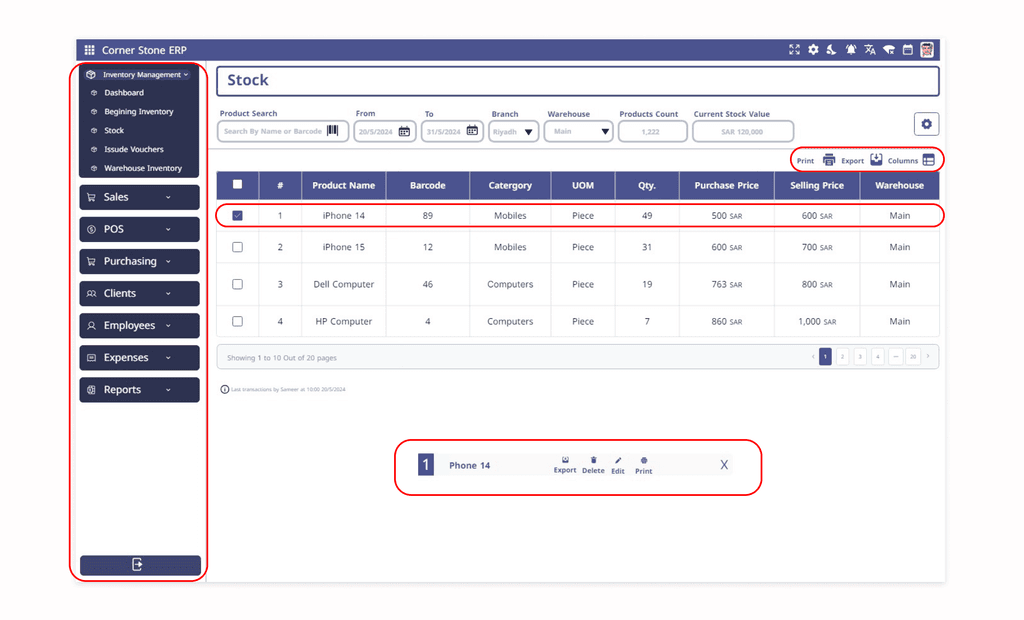 Corner Stone ERP
Inventory Management
Dashboard
Begining Inventory
Stock
Issude Vouchers
Warehouse Inventory
Sales
POS
Purchasing
Clients
Employees
Expenses
Reports
Stock
Product Search From To Branch Warehouse Products Count Current Stock Value
Search By Name or Barcode 20/5/2024 31/5/2024 Riyadh Main 1,222 SAR 120,000
Print Export Columns
# Product Name Barcode Catergory UOM Qty. Purchase Price Selling Price Warehouse
1 iPhone 14 89 Mobiles Piece 49 500 SAR 600 SAR Main
2 iPhone 15 12 Mobiles Piece 31 600 SAR 700 SAR Main
3 Dell Computer 46 Computers Piece 19 763 SAR 800 SAR Main
4 HP Computer 4 Computers Piece 7 860 SAR 1,000 SAR Main
Showing 1 to 10 Out of 20 pages 1 2 3 4 ... 20
Last transactions by Sameer at 10:00 20/5/2024
1 Phone 14 Export Delete Edit Print X